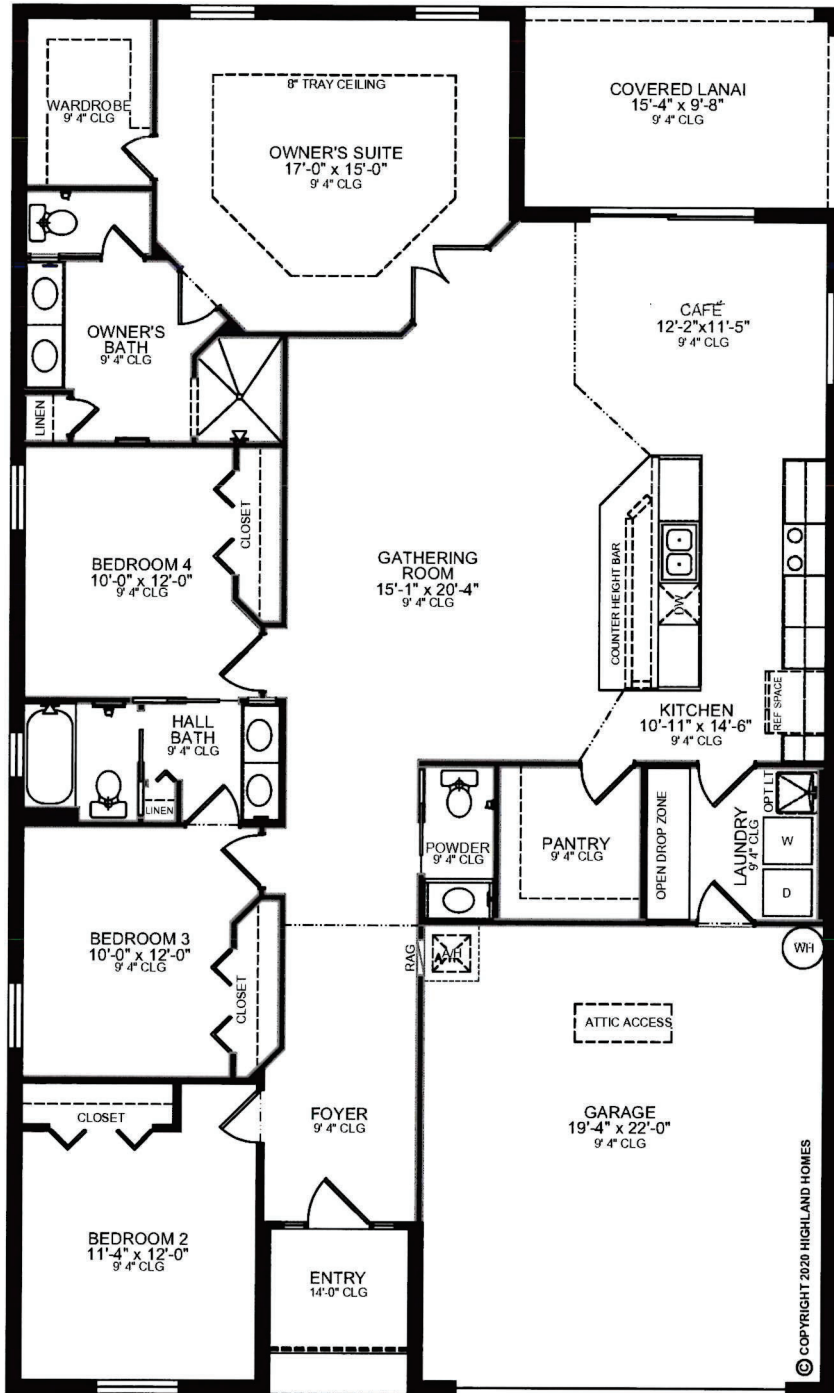 WARDROBE
9' 4" CLG
8" TRAY CEILING
OWNER'S SUITE
17'-0" x 15'-0"
9' 4" CLG
COVERED LANAI
15'-4" x 9'-8"
9' 4" CLG
OWNER'S
BATH
9' 4" CLG
LINEN
CAFE
12'-2"x11'-5"
9' 4" CLG
BEDROOM 4
10'-0" x 12'-0"
9' 4" CLG
CLOSET
GATHERING
ROOM
15'-1" x 20'-4"
9' 4" CLG
COUNTER HEIGHT BAR
DW
KITCHEN
10'-11" x 14'-6"
9' 4" CLG
REF SPACE
HALL
BATH
9' 4" CLG
LINEN
POWDER
9' 4" CLG
PANTRY
9' 4" CLG
OPEN DROP ZONE
LAUNDRY
9' 4" CLG
OPT LT
W
D
BEDROOM 3
10'-0" x 12'-0"
9' 4" CLG
CLOSET
RAG
A/H
WH
ATTIC ACCESS
CLOSET
FOYER
9' 4" CLG
GARAGE
19'-4" x 22'-0"
9' 4" CLG
BEDROOM 2
11'-4" x 12'-0"
9' 4" CLG
ENTRY
14'-0" CLG
© COPYRIGHT 2020 HIGHLAND HOMES